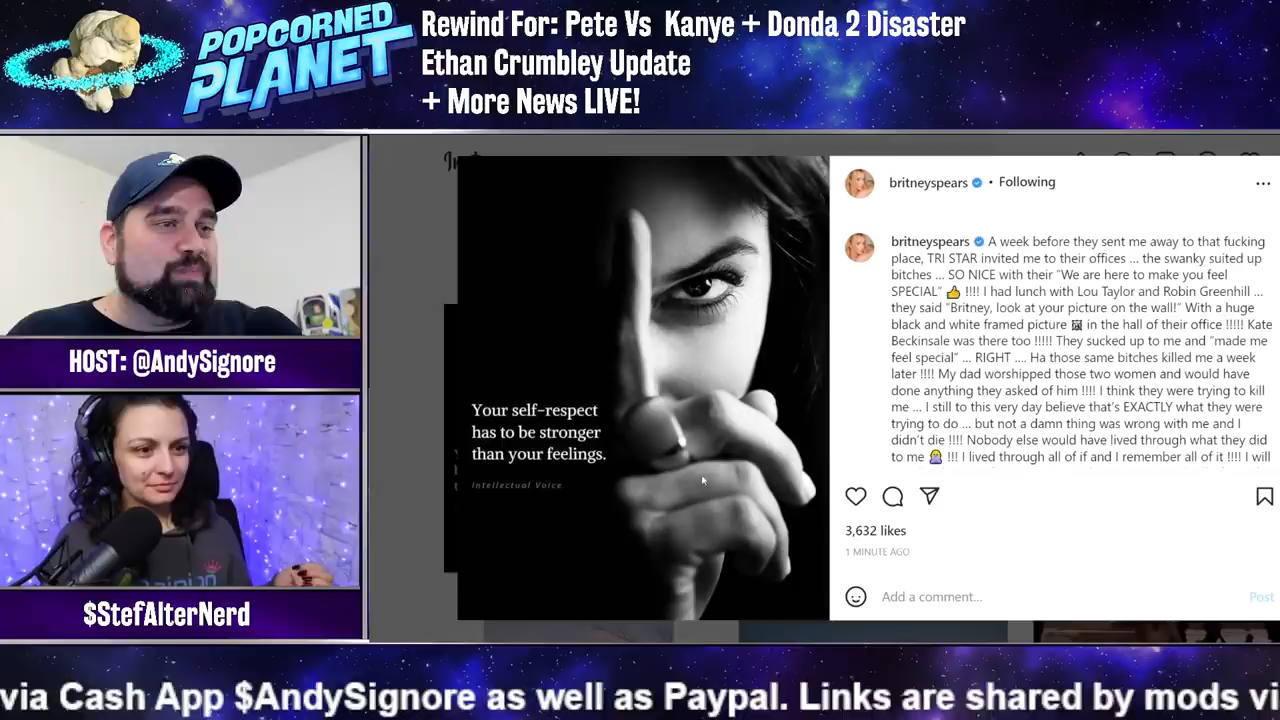 POPCORNED
PLANET
Rewind For: Pete Vs Kanye + Donda 2 Disaster
Ethan Crumbley Update
+ More News LIVE!
HOST: @AndySignore
$StefAlterNerd
Your self-respect
has to be stronger
than your feelings.
Intellectual Voice
britneyspears • Following
britneyspears A week before they sent me away to that fucking
place, TRI STAR invited me to their offices … the swanky suited up
bitches … SO NICE with their “We are here to make you feel
SPECIAL” 👍 !!!! I had lunch with Lou Taylor and Robin Greenhill …
they said “Britney, look at your picture on the wall!” With a huge
black and white framed picture 🖼 in the hall of their office !!!!! Kate
Beckinsale was there too !!!!! They sucked up to me and “made me
feel special” … RIGHT …. Ha those same bitches killed me a week
later !!!! My dad worshipped those two women and would have
done anything they asked of him !!!! I think they were trying to kill
me … I still to this very day believe that’s EXACTLY what they were
trying to do … but not a damn thing was wrong with me and I
didn’t die !!!! Nobody else would have lived through what they did
to me 🤷🏼‍♀️ !!! I lived through all of if and I remember all of it !!!! I will
3,632 likes
1 MINUTE AGO
Add a comment…
Post
via Cash App $AndySignore as well as Paypal. Links are shared by mods vi